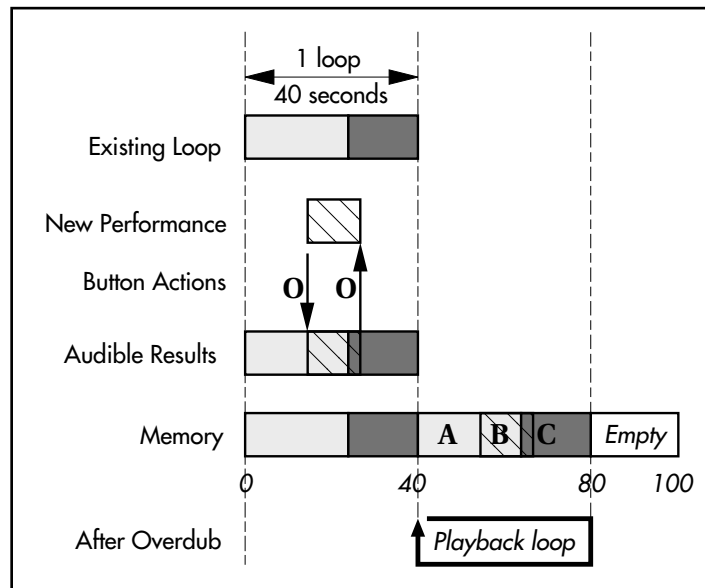 1 loop
40 seconds
Existing Loop
New Performance
Button Actions
O O
Audible Results
Memory A B C Empty
0 40 80 100
After Overdub Playback loop